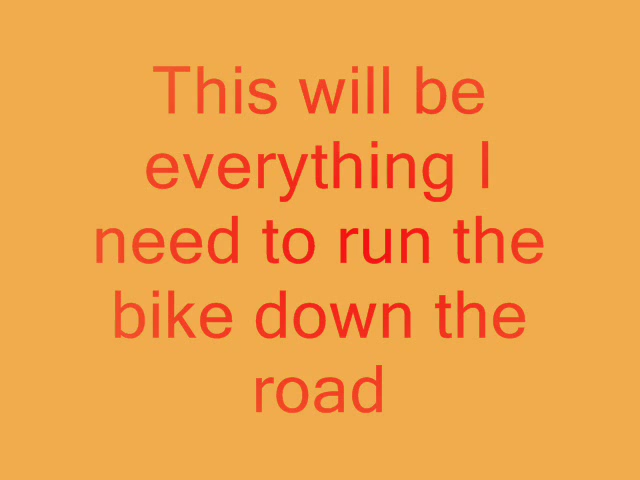 This will be
everything I
need to run the
bike down the
road